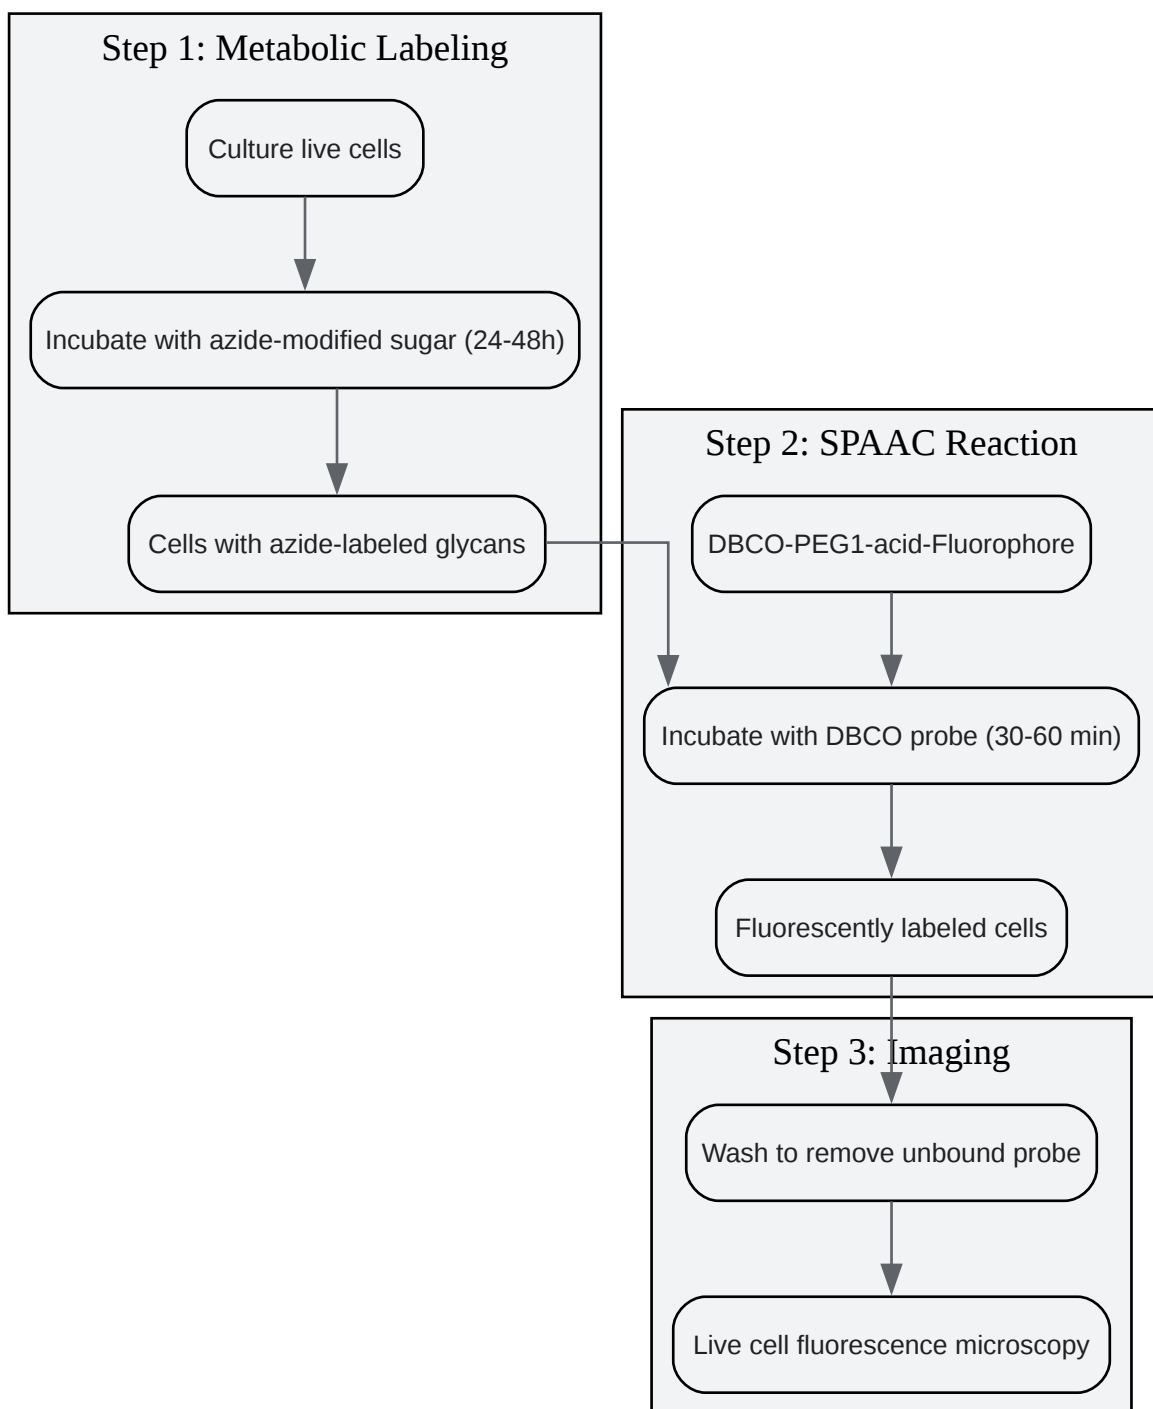 Step 1: Metabolic Labeling
Culture live cells
Incubate with azide-modified sugar (24-48h)
Cells with azide-labeled glycans
Step 2: SPAAC Reaction
DBCO-PEG1-acid-Fluorophore
Incubate with DBCO probe (30-60 min)
Fluorescently labeled cells
Step 3: Imaging
Wash to remove unbound probe
Live cell fluorescence microscopy